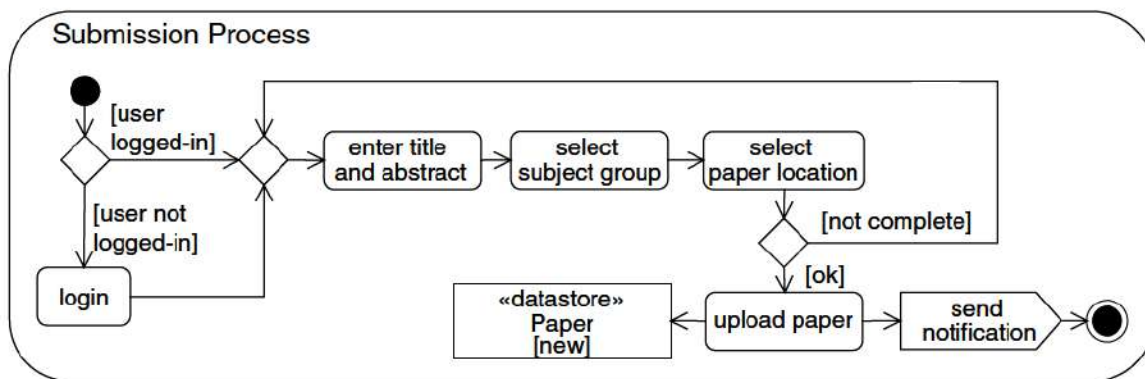 Submission Process
[user
logged-in]
enter title
and abstract
select
subject group
select
paper location
[user not
logged-in]
[not complete]
login
[ok]
«datastore»
Paper
[new]
upload paper
send
notification